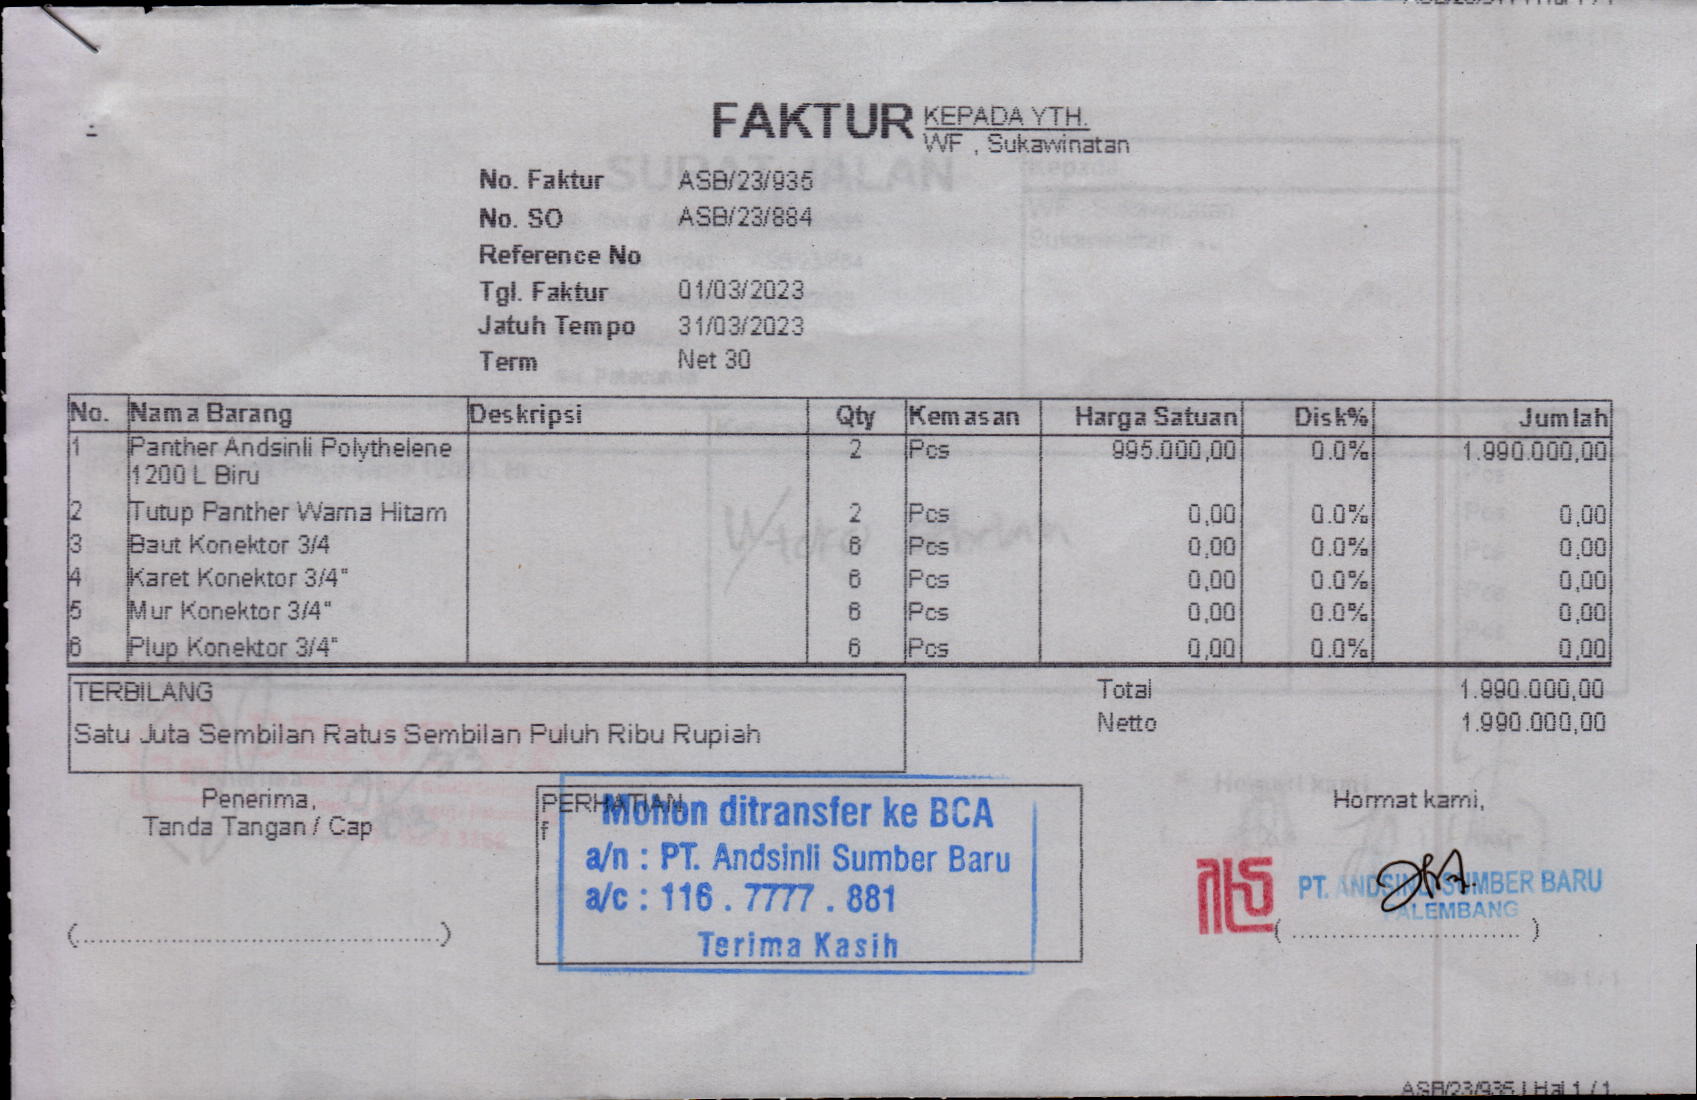 FAKTUR
KEPADA YTH.
WF , Sukawinatan
No. Faktur ASB/23/935
No. SO ASB/23/884
Reference No
Tgl. Faktur 01/03/2023
Jatuh Tempo 31/03/2023
Term Net 30
No. Nama Barang Deskripsi Qty Kemasan Harga Satuan Disk% Jumlah
1 Panther Andsinli Polythelene 2 Pcs 995.000,00 0.0% 1.990.000,00
1200 L Biru
2 Tutup Panther Warna Hitam 2 Pcs 0,00 0.0% 0,00
3 Baut Konektor 3/4 6 Pcs 0,00 0.0% 0,00
4 Karet Konektor 3/4" 6 Pcs 0,00 0.0% 0,00
5 Mur Konektor 3/4" 6 Pcs 0,00 0.0% 0,00
6 Plup Konektor 3/4" 6 Pcs 0,00 0.0% 0,00
TERBILANG
Satu Juta Sembilan Ratus Sembilan Puluh Ribu Rupiah
Total 1.990.000,00
Netto 1.990.000,00
Penerima,
Tanda Tangan / Cap
(............................................)
PERHATIAN
f
Mohon ditransfer ke BCA
a/n : PT. Andsinli Sumber Baru
a/c : 116 . 7777 . 881
Terima Kasih
Hormat kami,
PT. ANDSINLI SUMBER BARU
PALEMBANG
(............................)
ASB/23/935 | Hal 1 / 1